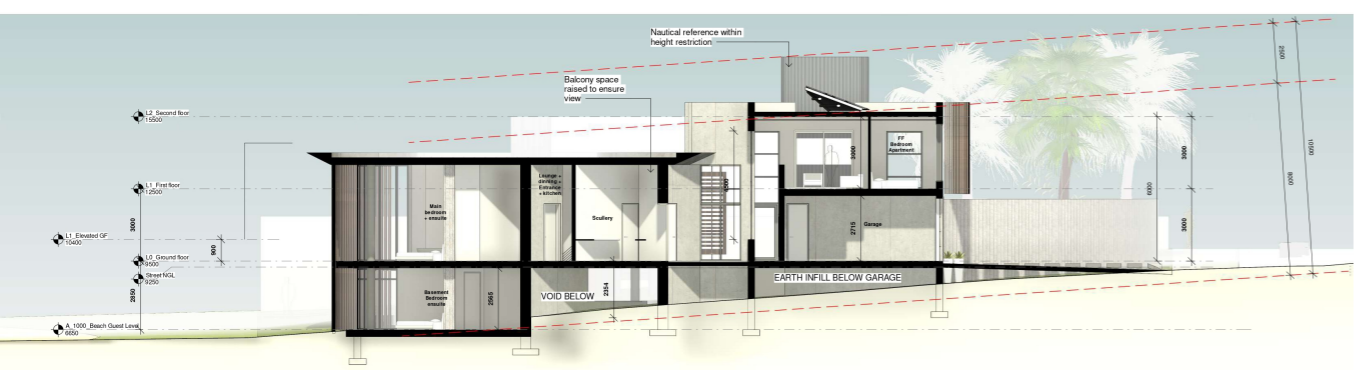 Nautical reference within
height restriction
Balcony space
raised to ensure
view
L2_Second floor
15500
L1_First floor
12500
L1_Elevated GF
10400
L0_Ground floor
9500
Street NGL
9250
A_1000_Beach Guest Level
6650
3000
900
2850
Main
bedroom
+ ensuite
Lounge +
dinning +
Entrance
+ kitchen
Scullery
3000
FF
Bedroom
Apartment
2715
Garage
Basement
Bedroom
ensuite
2565
VOID BELOW
2354
EARTH INFILL BELOW GARAGE
6000
3000
3000
2500
8000
10500